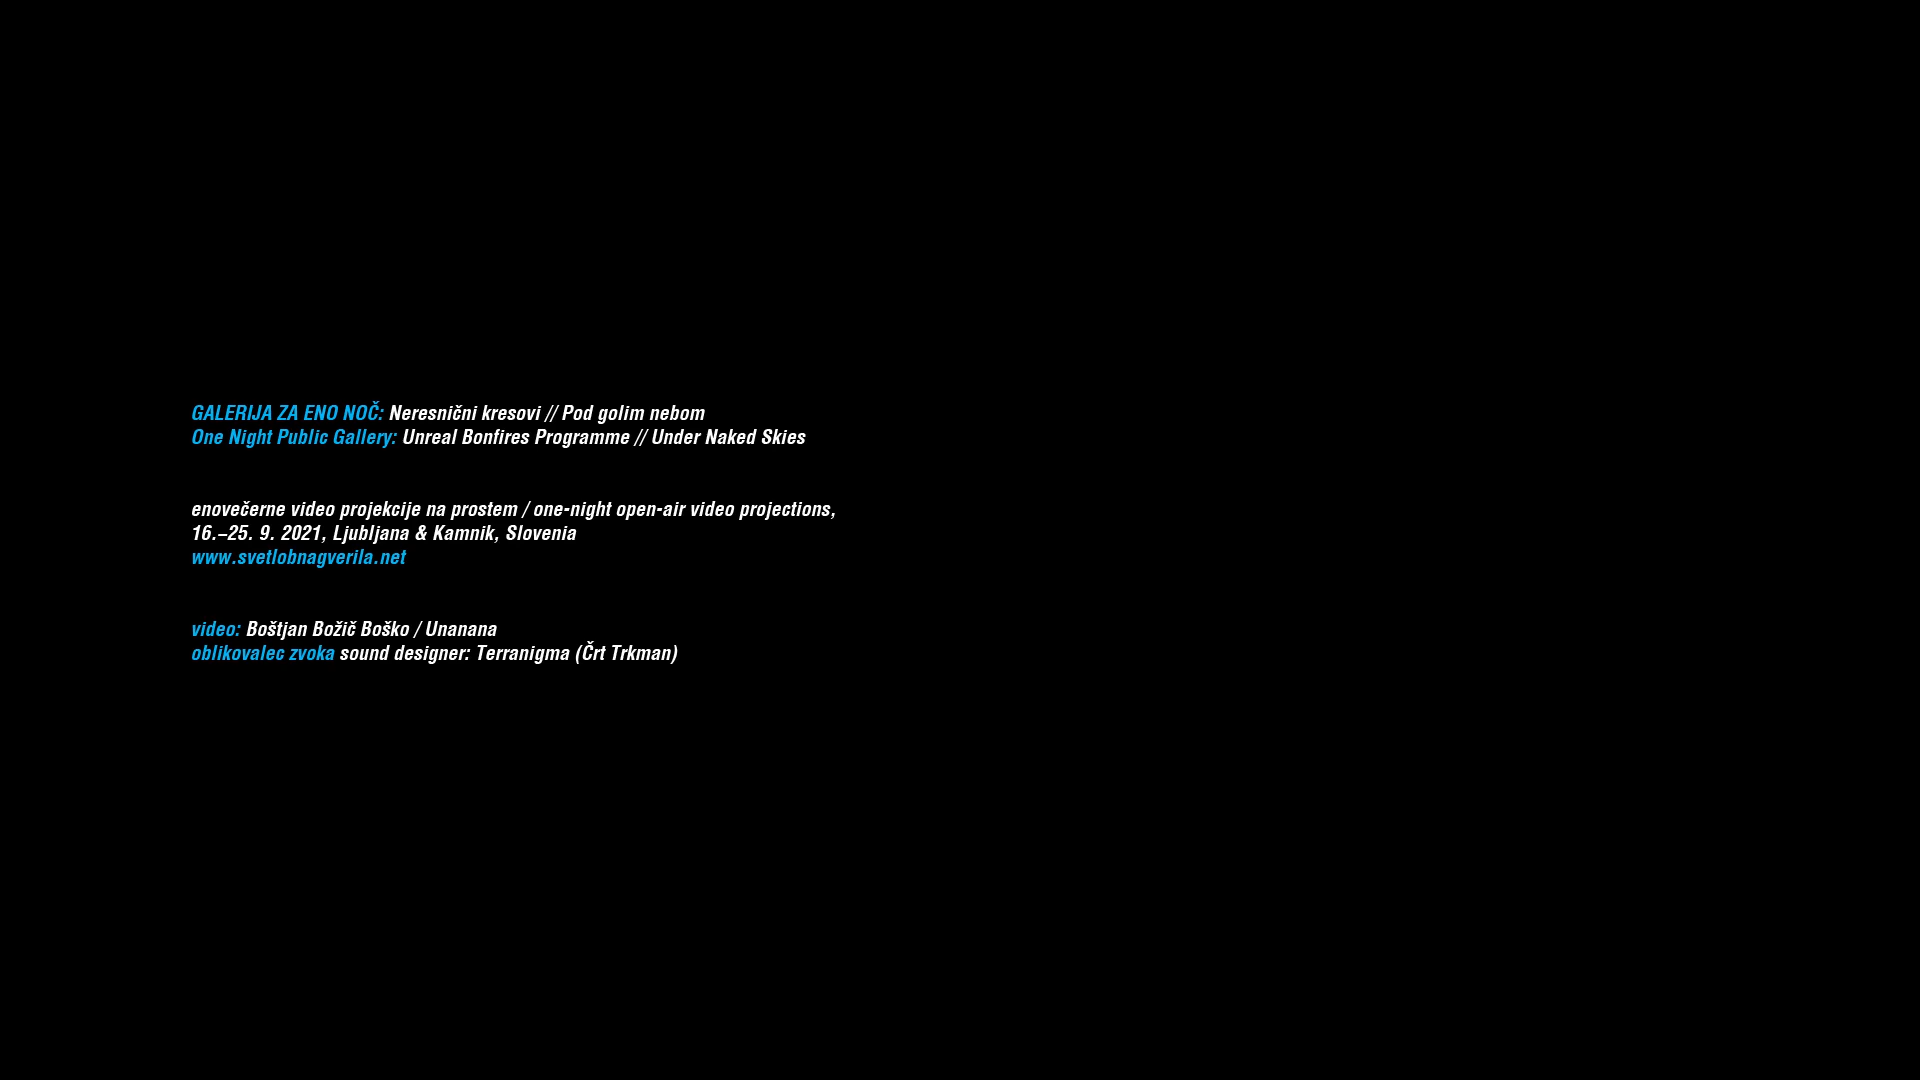 GALERIJA ZA ENO NOČ: Neresnični kresovi // Pod golim nebom
One Night Public Gallery: Unreal Bonfires Programme // Under Naked Skies
enovečerne video projekcije na prostem / one-night open-air video projections,
16.–25. 9. 2021, Ljubljana & Kamnik, Slovenia
www.svetlobnagverila.net
video: Boštjan Božič Boško / Unanana
oblikovalec zvoka sound designer: Terranigma (Črt Trkman)